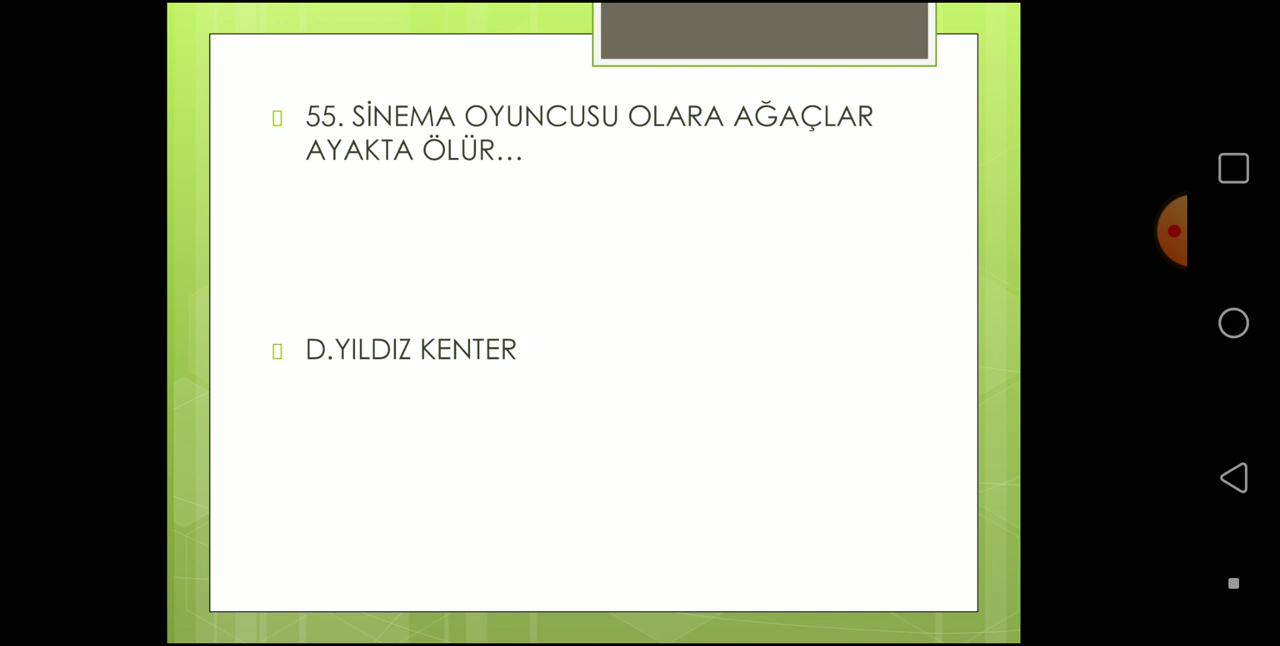 55. SİNEMA OYUNCUSU OLARA AĞAÇLAR
AYAKTA ÖLÜR...
D.YILDIZ KENTER